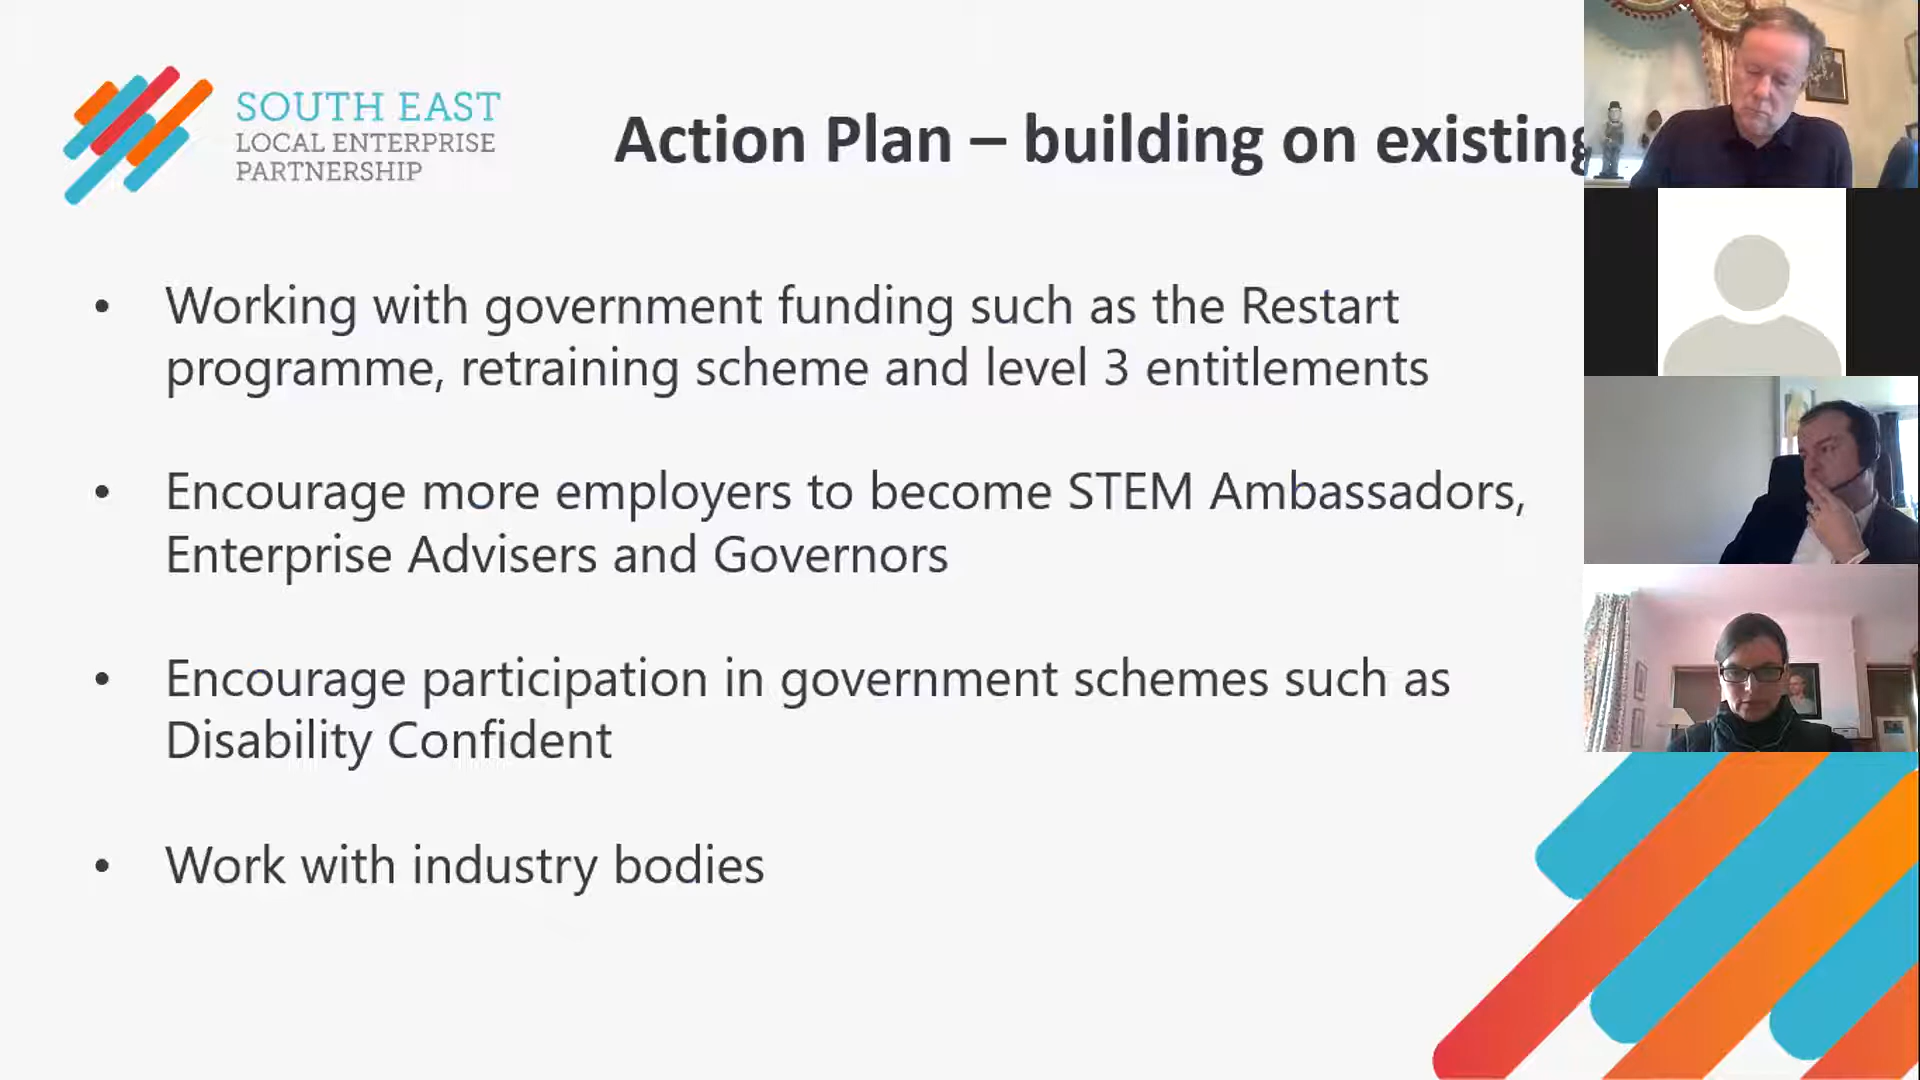 SOUTH EAST
LOCAL ENTERPRISE
PARTNERSHIP
Action Plan – building on existing
• Working with government funding such as the Restart
programme, retraining scheme and level 3 entitlements
• Encourage more employers to become STEM Ambassadors,
Enterprise Advisers and Governors
• Encourage participation in government schemes such as
Disability Confident
• Work with industry bodies